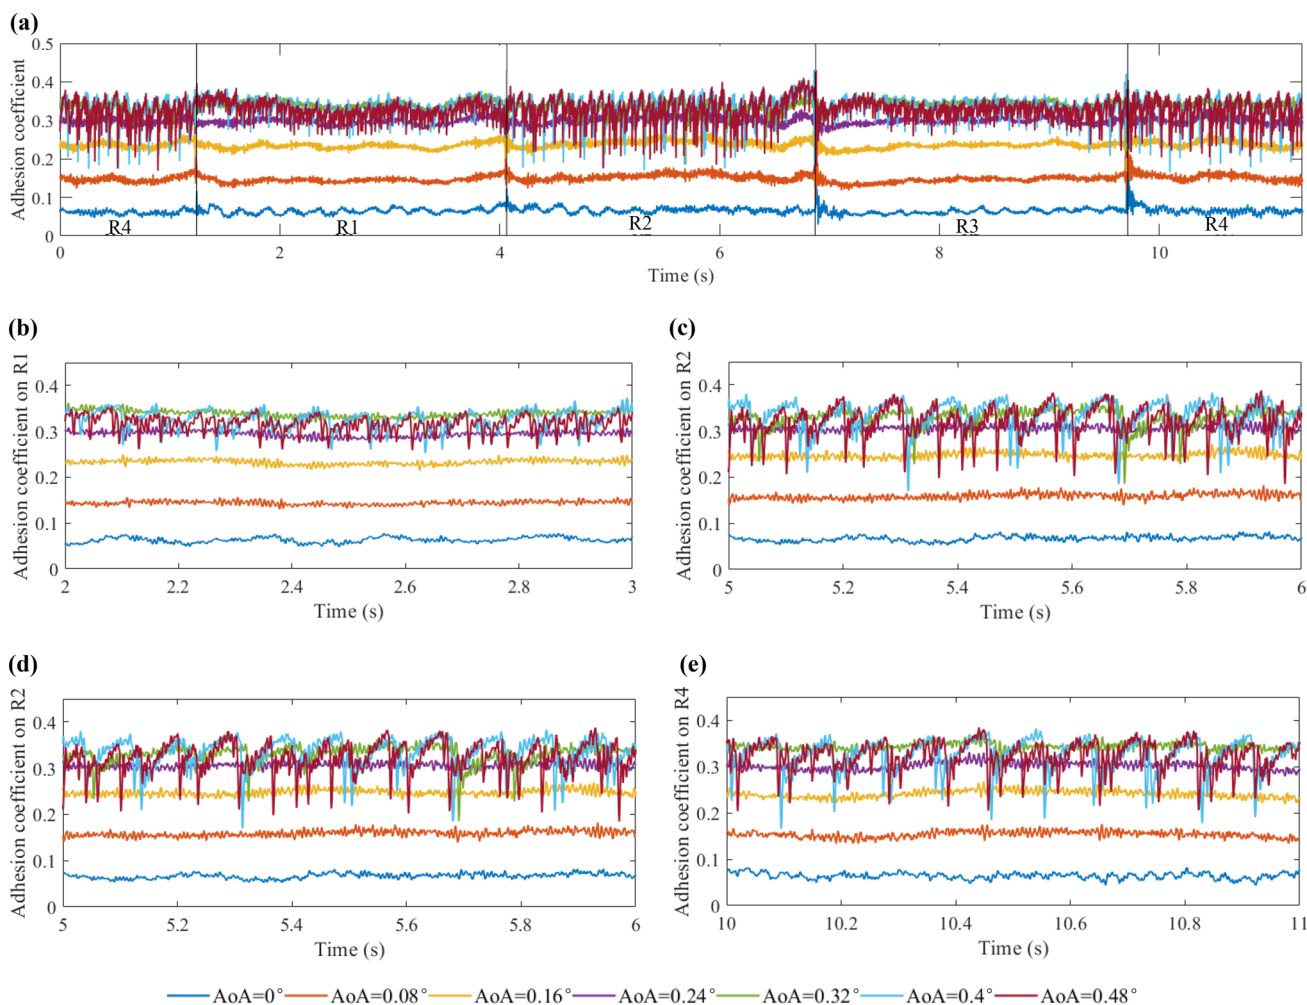 (a)
Adhesion coefficient
0.5
0.4
0.3
0.2
0.1
0
R4
R1
R2
R3
R4
0
2
4
6
8
10
Time (s)
(b)
Adhesion coefficient on R1
0.4
0.3
0.2
0.1
0
2
2.2
2.4
2.6
2.8
3
Time (s)
(c)
Adhesion coefficient on R2
0.4
0.3
0.2
0.1
0
5
5.2
5.4
5.6
5.8
6
Time (s)
(d)
Adhesion coefficient on R2
0.4
0.3
0.2
0.1
0
5
5.2
5.4
5.6
5.8
6
Time (s)
(e)
Adhesion coefficient on R4
0.4
0.3
0.2
0.1
0
10
10.2
10.4
10.6
10.8
11
Time (s)
AoA=0° AoA=0.08° AoA=0.16° AoA=0.24° AoA=0.32° AoA=0.4° AoA=0.48°